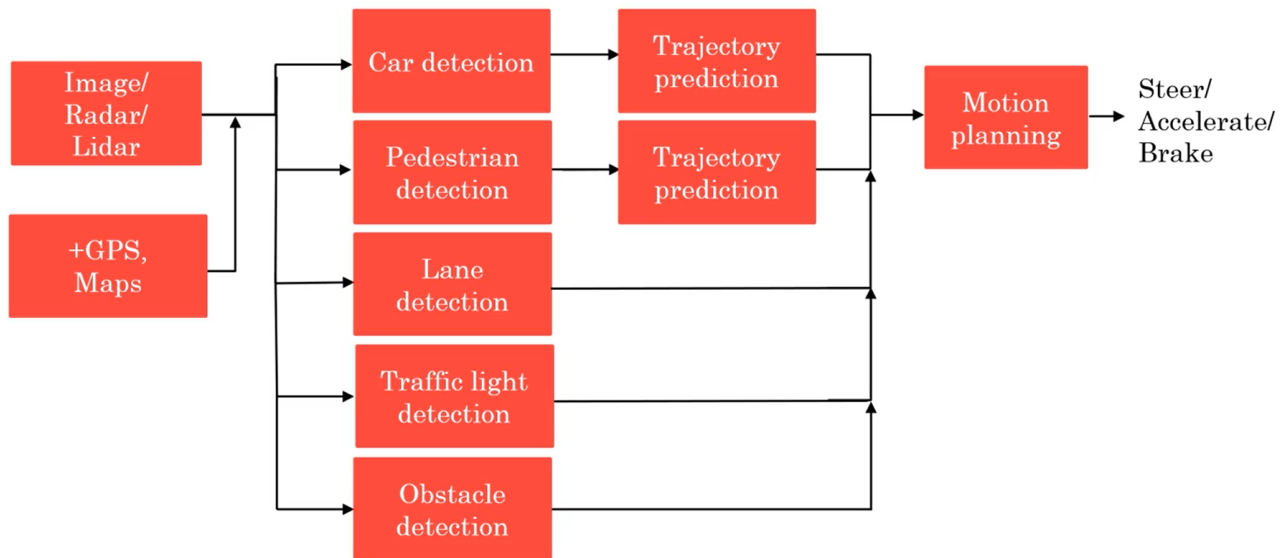 Image/
Radar/
Lidar
+GPS,
Maps
Car detection
Trajectory
prediction
Pedestrian
detection
Trajectory
prediction
Lane
detection
Traffic light
detection
Obstacle
detection
Motion
planning
Steer/
Accelerate/
Brake